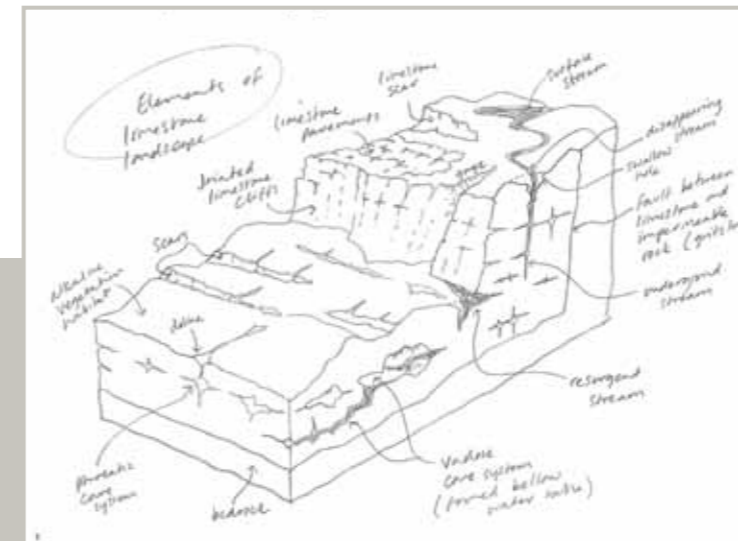 Elements of
limestone
landscape
limestone
scar
surface
stream
limestone
pavements
disappearing
stream
swallow
hole
Jointed
limestone
cliffs
gorge
fault between
limestone and
impermeable
rock
scars
Alkaline
vegetation
habitat
doline
underground
stream
resurgent
stream
phreatic
cave
system
bedrock
Vadose
cave system
(formed bellow
water table)